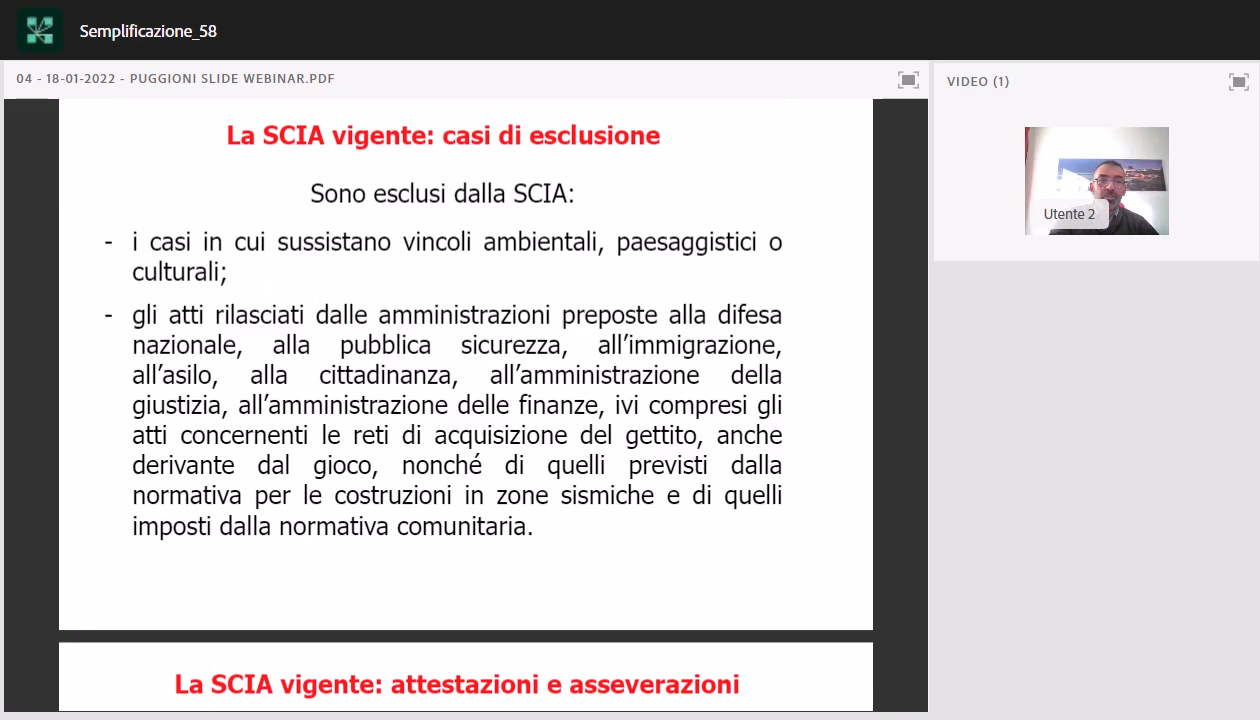 Semplificazione_58
04 - 18-01-2022 - PUGGIONI SLIDE WEBINAR.PDF
VIDEO (1)
La SCIA vigente: casi di esclusione
Sono esclusi dalla SCIA:
- i casi in cui sussistano vincoli ambientali, paesaggistici o
culturali;
- gli atti rilasciati dalle amministrazioni preposte alla difesa
nazionale, alla pubblica sicurezza, all’immigrazione,
all’asilo, alla cittadinanza, all’amministrazione della
giustizia, all’amministrazione delle finanze, ivi compresi gli
atti concernenti le reti di acquisizione del gettito, anche
derivante dal gioco, nonché di quelli previsti dalla
normativa per le costruzioni in zone sismiche e di quelli
imposti dalla normativa comunitaria.
La SCIA vigente: attestazioni e asseverazioni
Utente 2